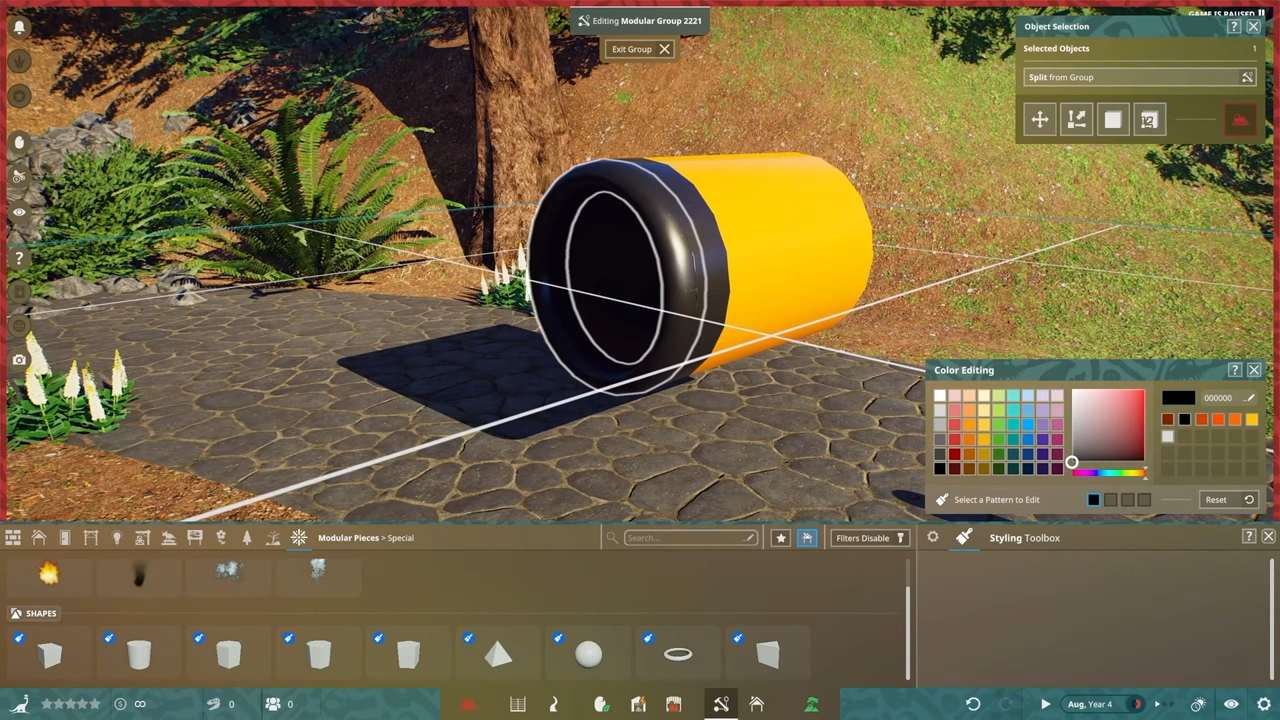 GAME IS PAUSED
Editing Modular Group 2221
Exit Group
Object Selection
?
Selected Objects
1
Split from Group
12
Color Editing
?
000000
Select a Pattern to Edit
Reset
?
Modular Pieces > Special
Search...
Filters Disable
Styling Toolbox
?
SHAPES
$ ∞
0
0
Aug, Year 4